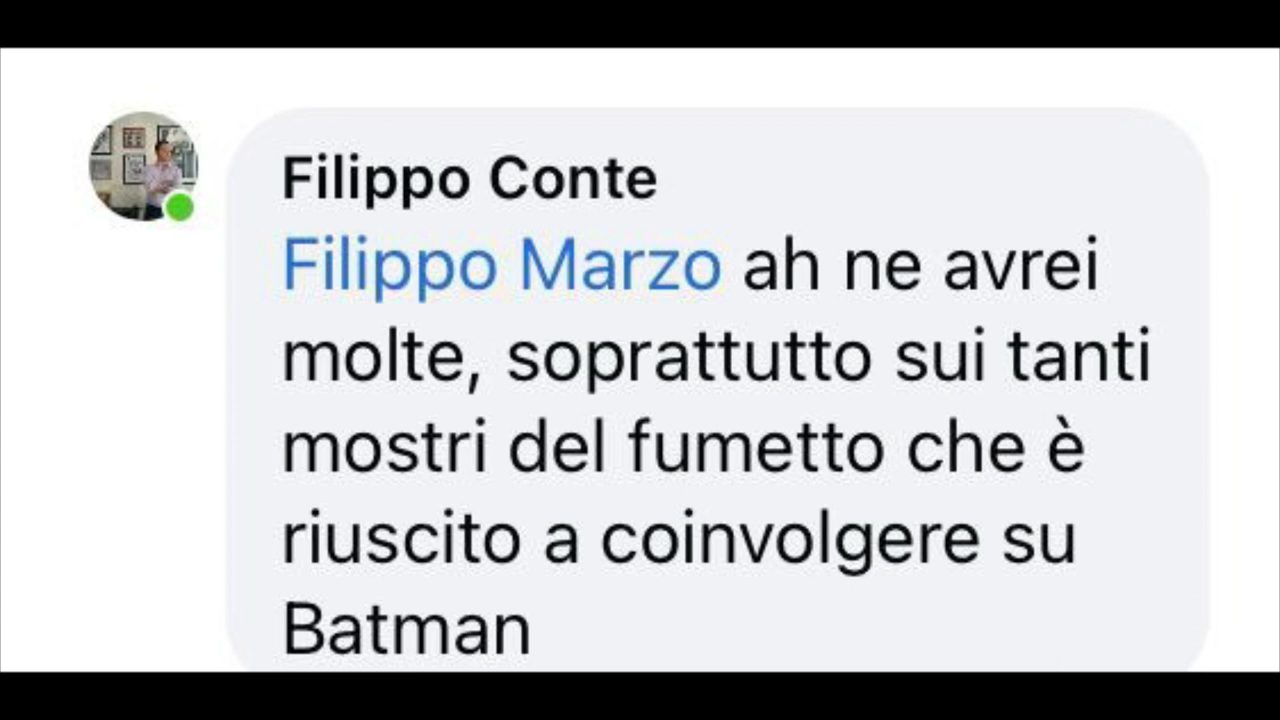 Filippo Conte
Filippo Marzo ah ne avrei
molte, soprattutto sui tanti
mostri del fumetto che è
riuscito a coinvolgere su
Batman